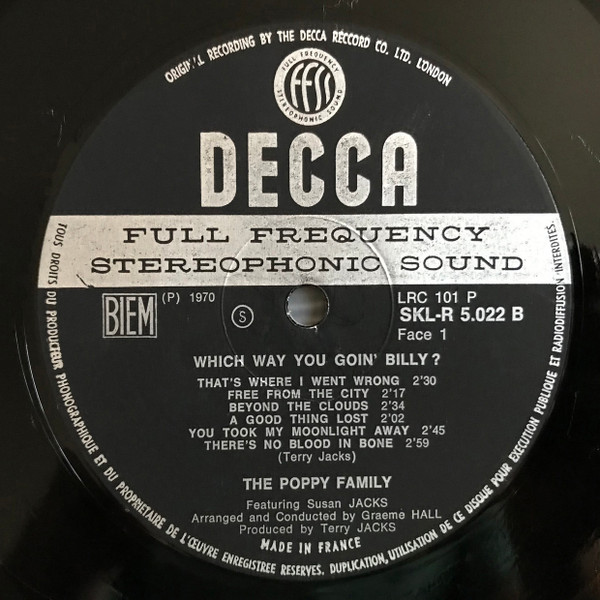 ORIGINAL RECORDING BY THE DECCA RECCORD CO. LTD. LONDON
FULL FREQUENCY
FFSS
STEREOPHONIC SOUND
DECCA
FULL FREQUENCY
STEREOPHONIC SOUND
BIEM
(P) 1970
S
LRC 101 P
SKL-R 5.022 B
Face 1
WHICH WAY YOU GOIN' BILLY?
THAT'S WHERE I WENT WRONG 2'30
FREE FROM THE CITY 2'17
BEYOND THE CLOUDS 2'34
A GOOD THING LOST 2'02
YOU TOOK MY MOONLIGHT AWAY 2'45
THERE'S NO BLOOD IN BONE 2'59
(Terry Jacks)
THE POPPY FAMILY
Featuring Susan JACKS
Arranged and Conducted by Graeme HALL
Produced by Terry JACKS
MADE IN FRANCE
TOUS DROITS DU PRODUCTEUR PHONOGRAPHIQUE ET DU PROPRIETAIRE DE L'ŒUVRE ENREGISTREE RESERVES. DUPLICATION, UTILISATION DE CE DISQUE POUR EXECUTION PUBLIQUE ET RADIODIFFUSION INTERDITES.